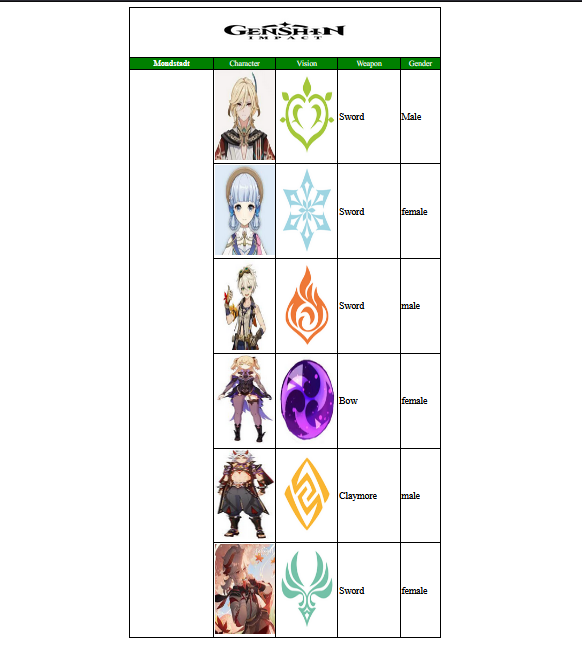 GENSHIN
IMPACT
Mondstadt Character Vision Weapon Gender
Sword Male
Sword female
Sword male
Bow female
Claymore male
Sword female